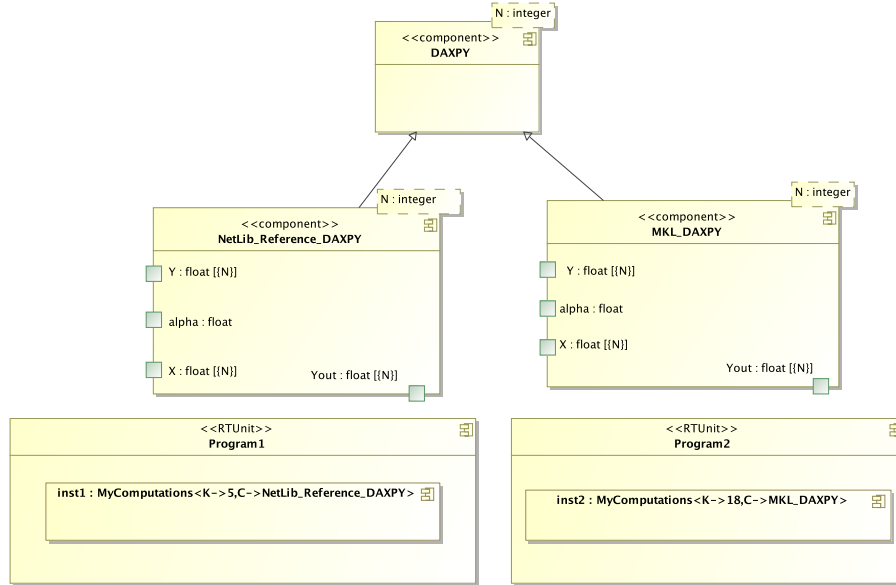 N : integer
<<component>>
DAXPY
N : integer
<<component>>
NetLib_Reference_DAXPY
Y : float [{N}]
alpha : float
X : float [{N}]
Yout : float [{N}]
N : integer
<<component>>
MKL_DAXPY
Y : float [{N}]
alpha : float
X : float [{N}]
Yout : float [{N}]
<<RTUnit>>
Program1
inst1 : MyComputations<K->5,C->NetLib_Reference_DAXPY>
<<RTUnit>>
Program2
inst2 : MyComputations<K->18,C->MKL_DAXPY>